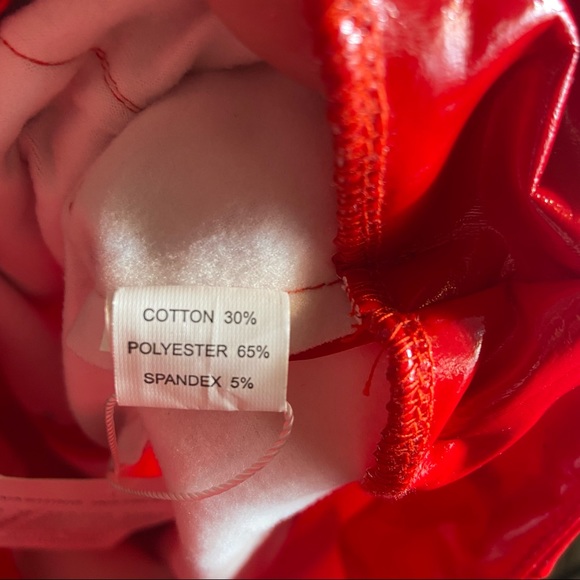 COTTON 30%
POLYESTER 65%
SPANDEX 5%